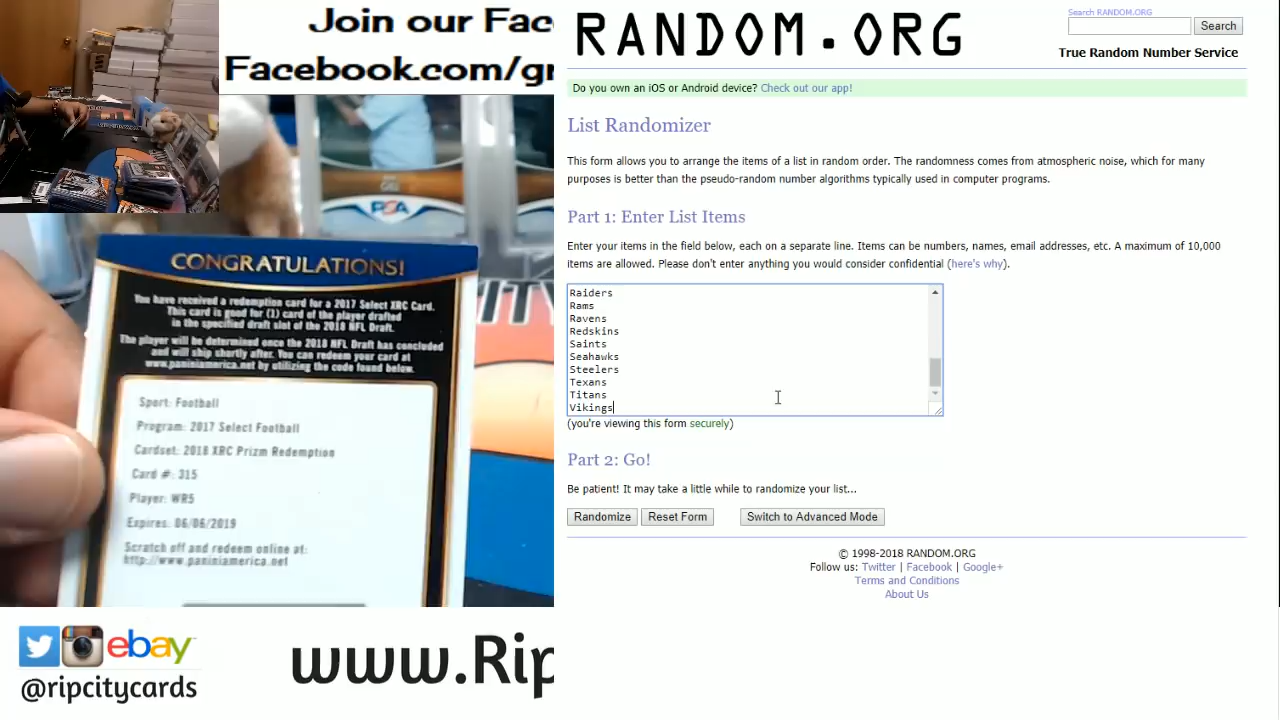 Join our Fac
Facebook.com/gr
PSA
CONGRATULATIONS!
You have received a redemption card for a 2017 Select XRC Card.
This card is good for (1) card of the player drafted
in the specified draft slot of the 2018 NFL Draft.
The player will be determined once the 2018 NFL Draft has concluded
and will ship shortly after. You can redeem your card at
www.paniniamerica.net by utilizing the code found below.
Sport: Football
Program: 2017 Select Football
Cardset: 2018 XRC Prizm Redemption
Card #: 315
Player: WR5
Expires: 06/06/2019
Scratch off and redeem online at:
http://www.paniniamerica.net
ebay
@ripcitycards
www.Rip
RANDOM.ORG
Search RANDOM.ORG
Search
True Random Number Service
Do you own an iOS or Android device? Check out our app!
List Randomizer
This form allows you to arrange the items of a list in random order. The randomness comes from atmospheric noise, which for many
purposes is better than the pseudo-random number algorithms typically used in computer programs.
Part 1: Enter List Items
Enter your items in the field below, each on a separate line. Items can be numbers, names, email addresses, etc. A maximum of 10,000
items are allowed. Please don't enter anything you would consider confidential (here's why).
Raiders
Rams
Ravens
Redskins
Saints
Seahawks
Steelers
Texans
Titans
Vikings
(you're viewing this form securely)
Part 2: Go!
Be patient! It may take a little while to randomize your list...
Randomize
Reset Form
Switch to Advanced Mode
© 1998-2018 RANDOM.ORG
Follow us: Twitter | Facebook | Google+
Terms and Conditions
About Us